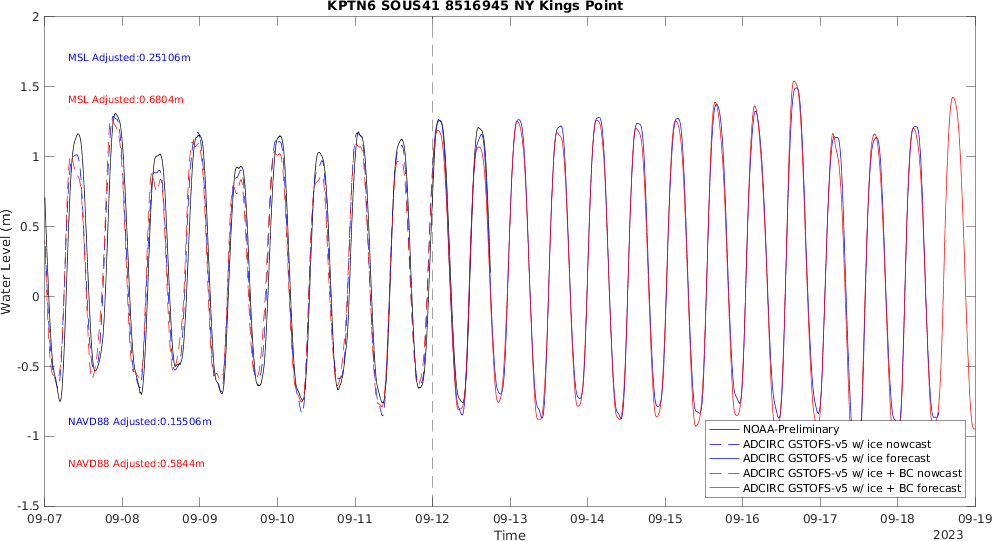 KPTN6 SOUS41 8516945 NY Kings Point
2
1.5
1
0.5
0
-0.5
-1
-1.5
Water Level (m)
MSL Adjusted:0.25106m
MSL Adjusted:0.6804m
NAVD88 Adjusted:0.15506m
NAVD88 Adjusted:0.5844m
NOAA-Preliminary
ADCIRC GSTOFS-v5 w/ ice nowcast
ADCIRC GSTOFS-v5 w/ ice forecast
ADCIRC GSTOFS-v5 w/ ice + BC nowcast
ADCIRC GSTOFS-v5 w/ ice + BC forecast
09-07 09-08 09-09 09-10 09-11 09-12 09-13 09-14 09-15 09-16 09-17 09-18 09-19
Time
2023